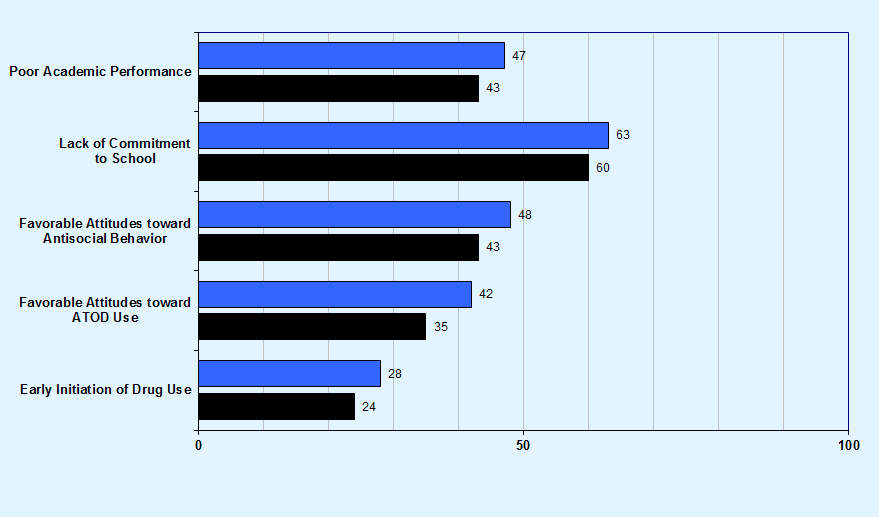 Poor Academic Performance
47
43
Lack of Commitment
to School
63
60
Favorable Attitudes toward
Antisocial Behavior
48
43
Favorable Attitudes toward
ATOD Use
42
35
Early Initiation of Drug Use
28
24
0 50 100